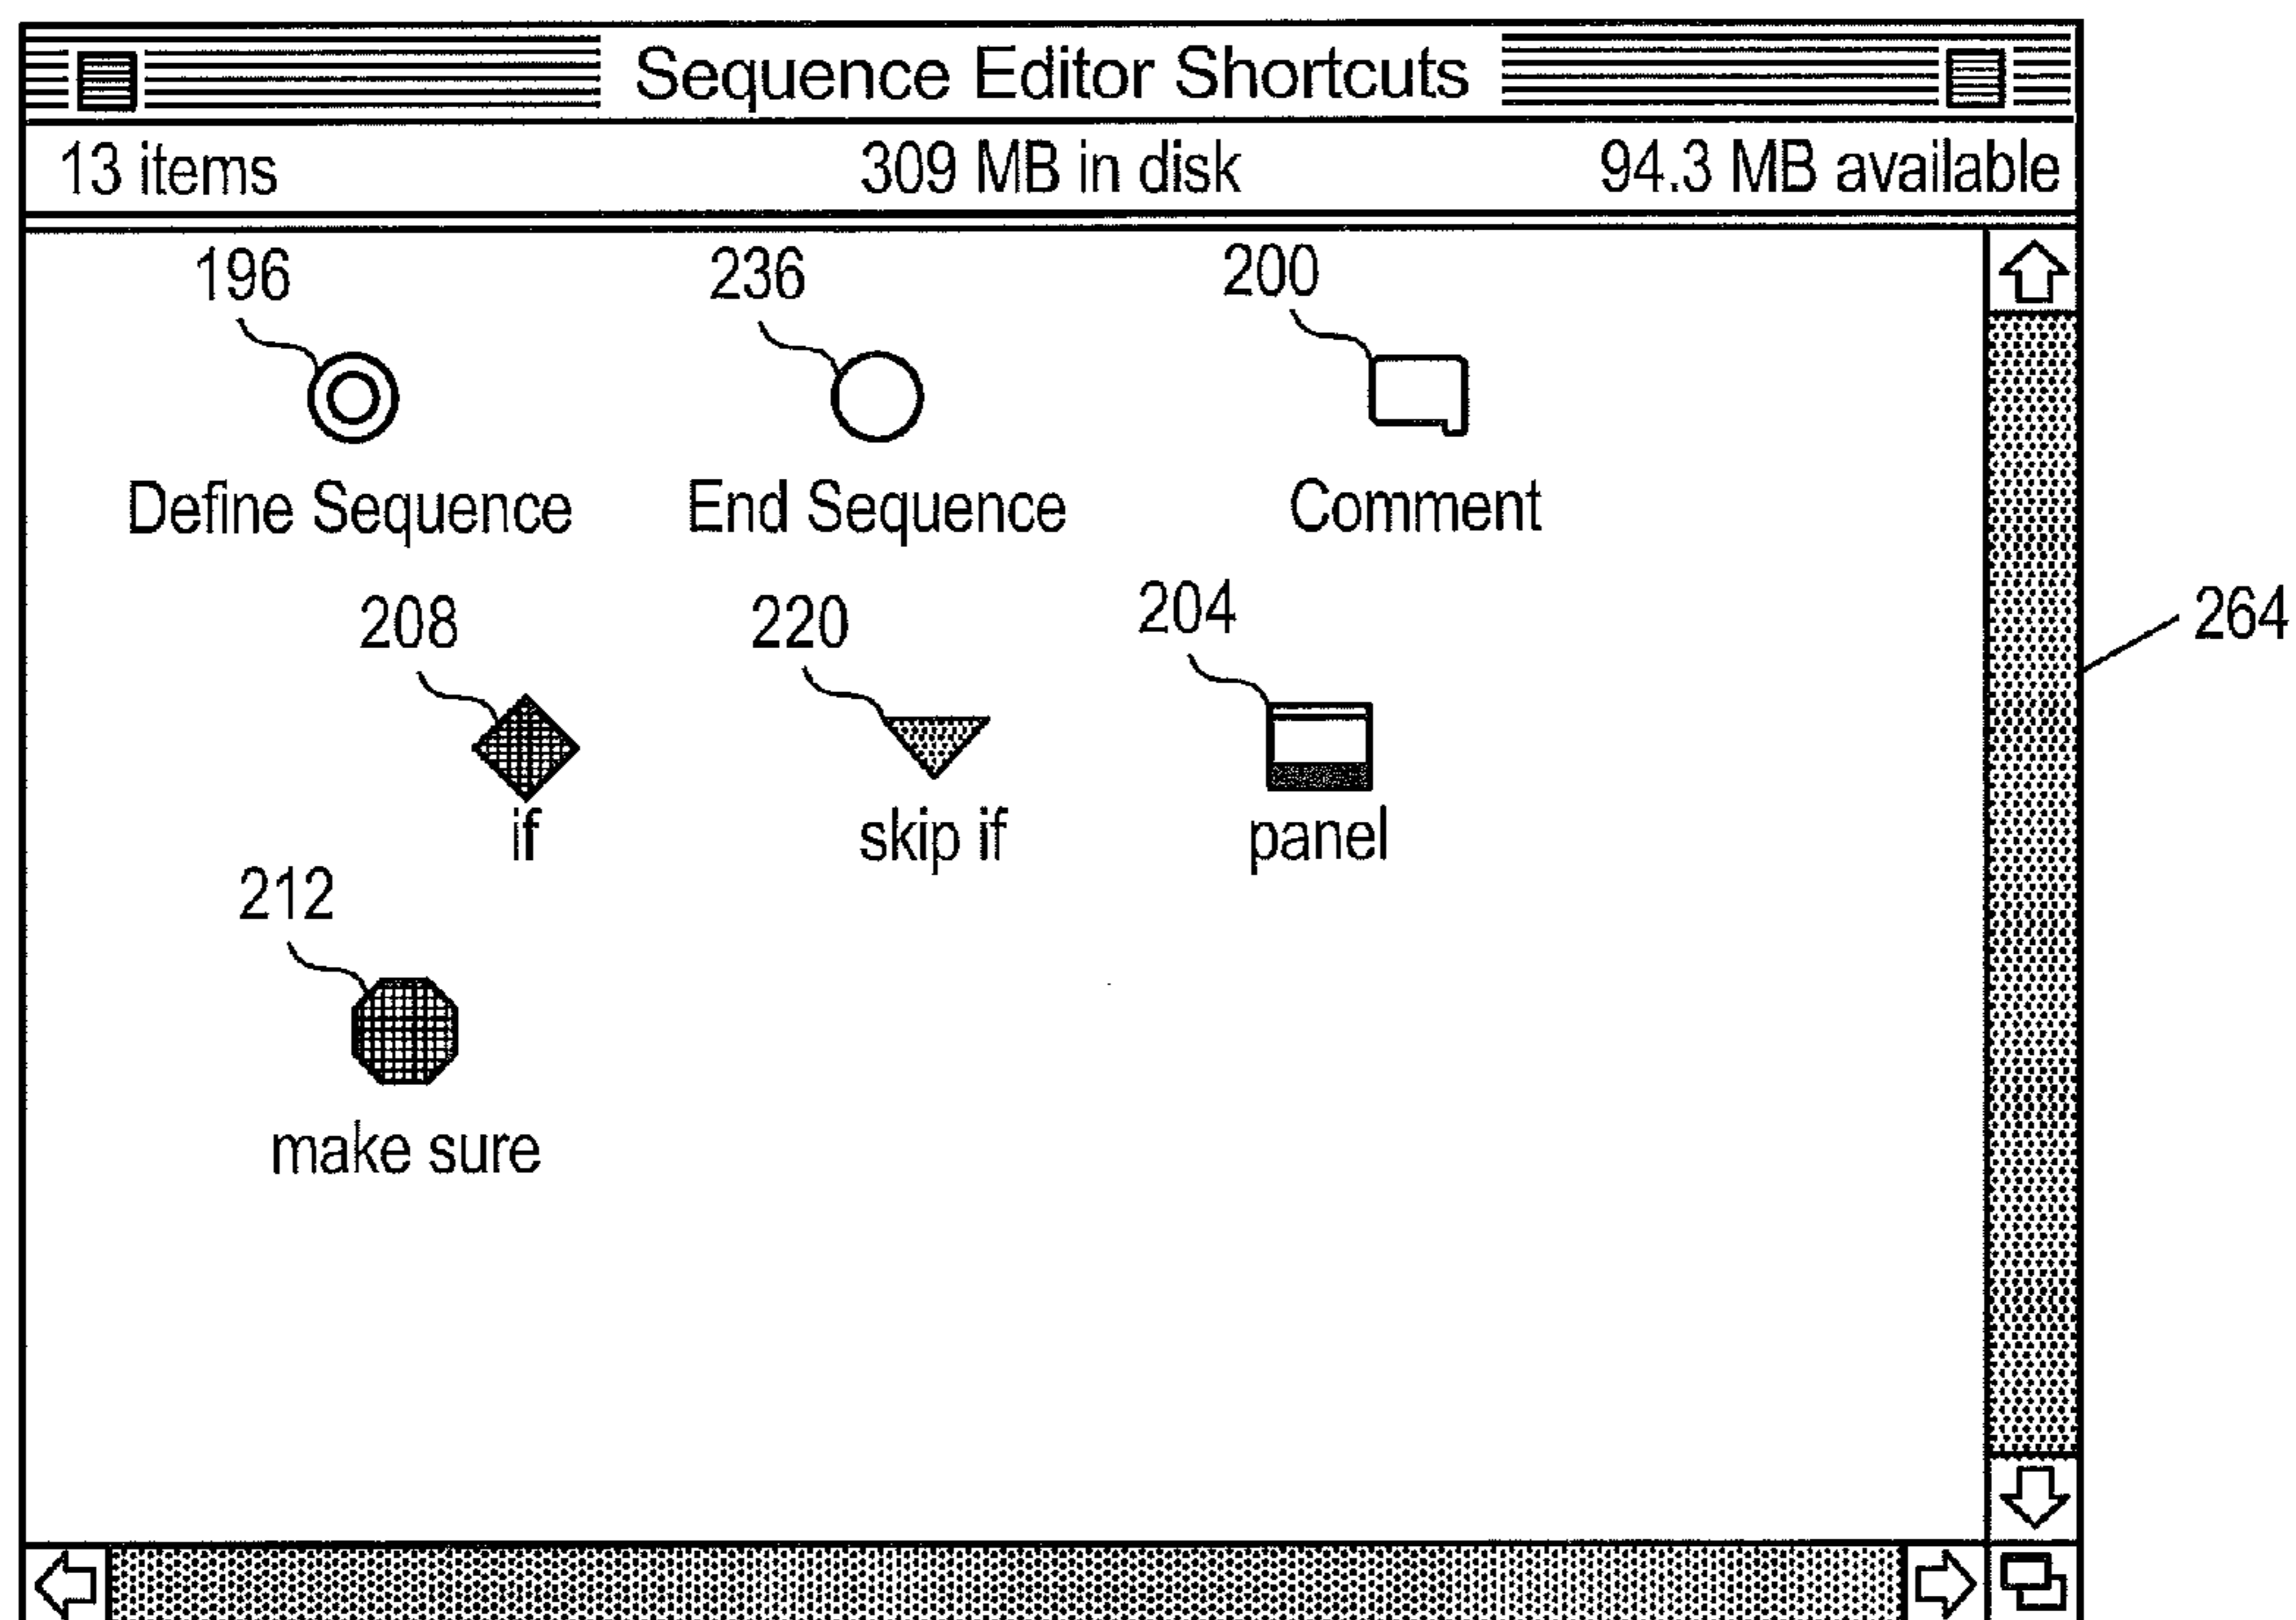 Sequence Editor Shortcuts
13 items 309 MB in disk 94.3 MB available
196 236 200
Define Sequence End Sequence Comment
208 220 204
264
if skip if panel
212
make sure